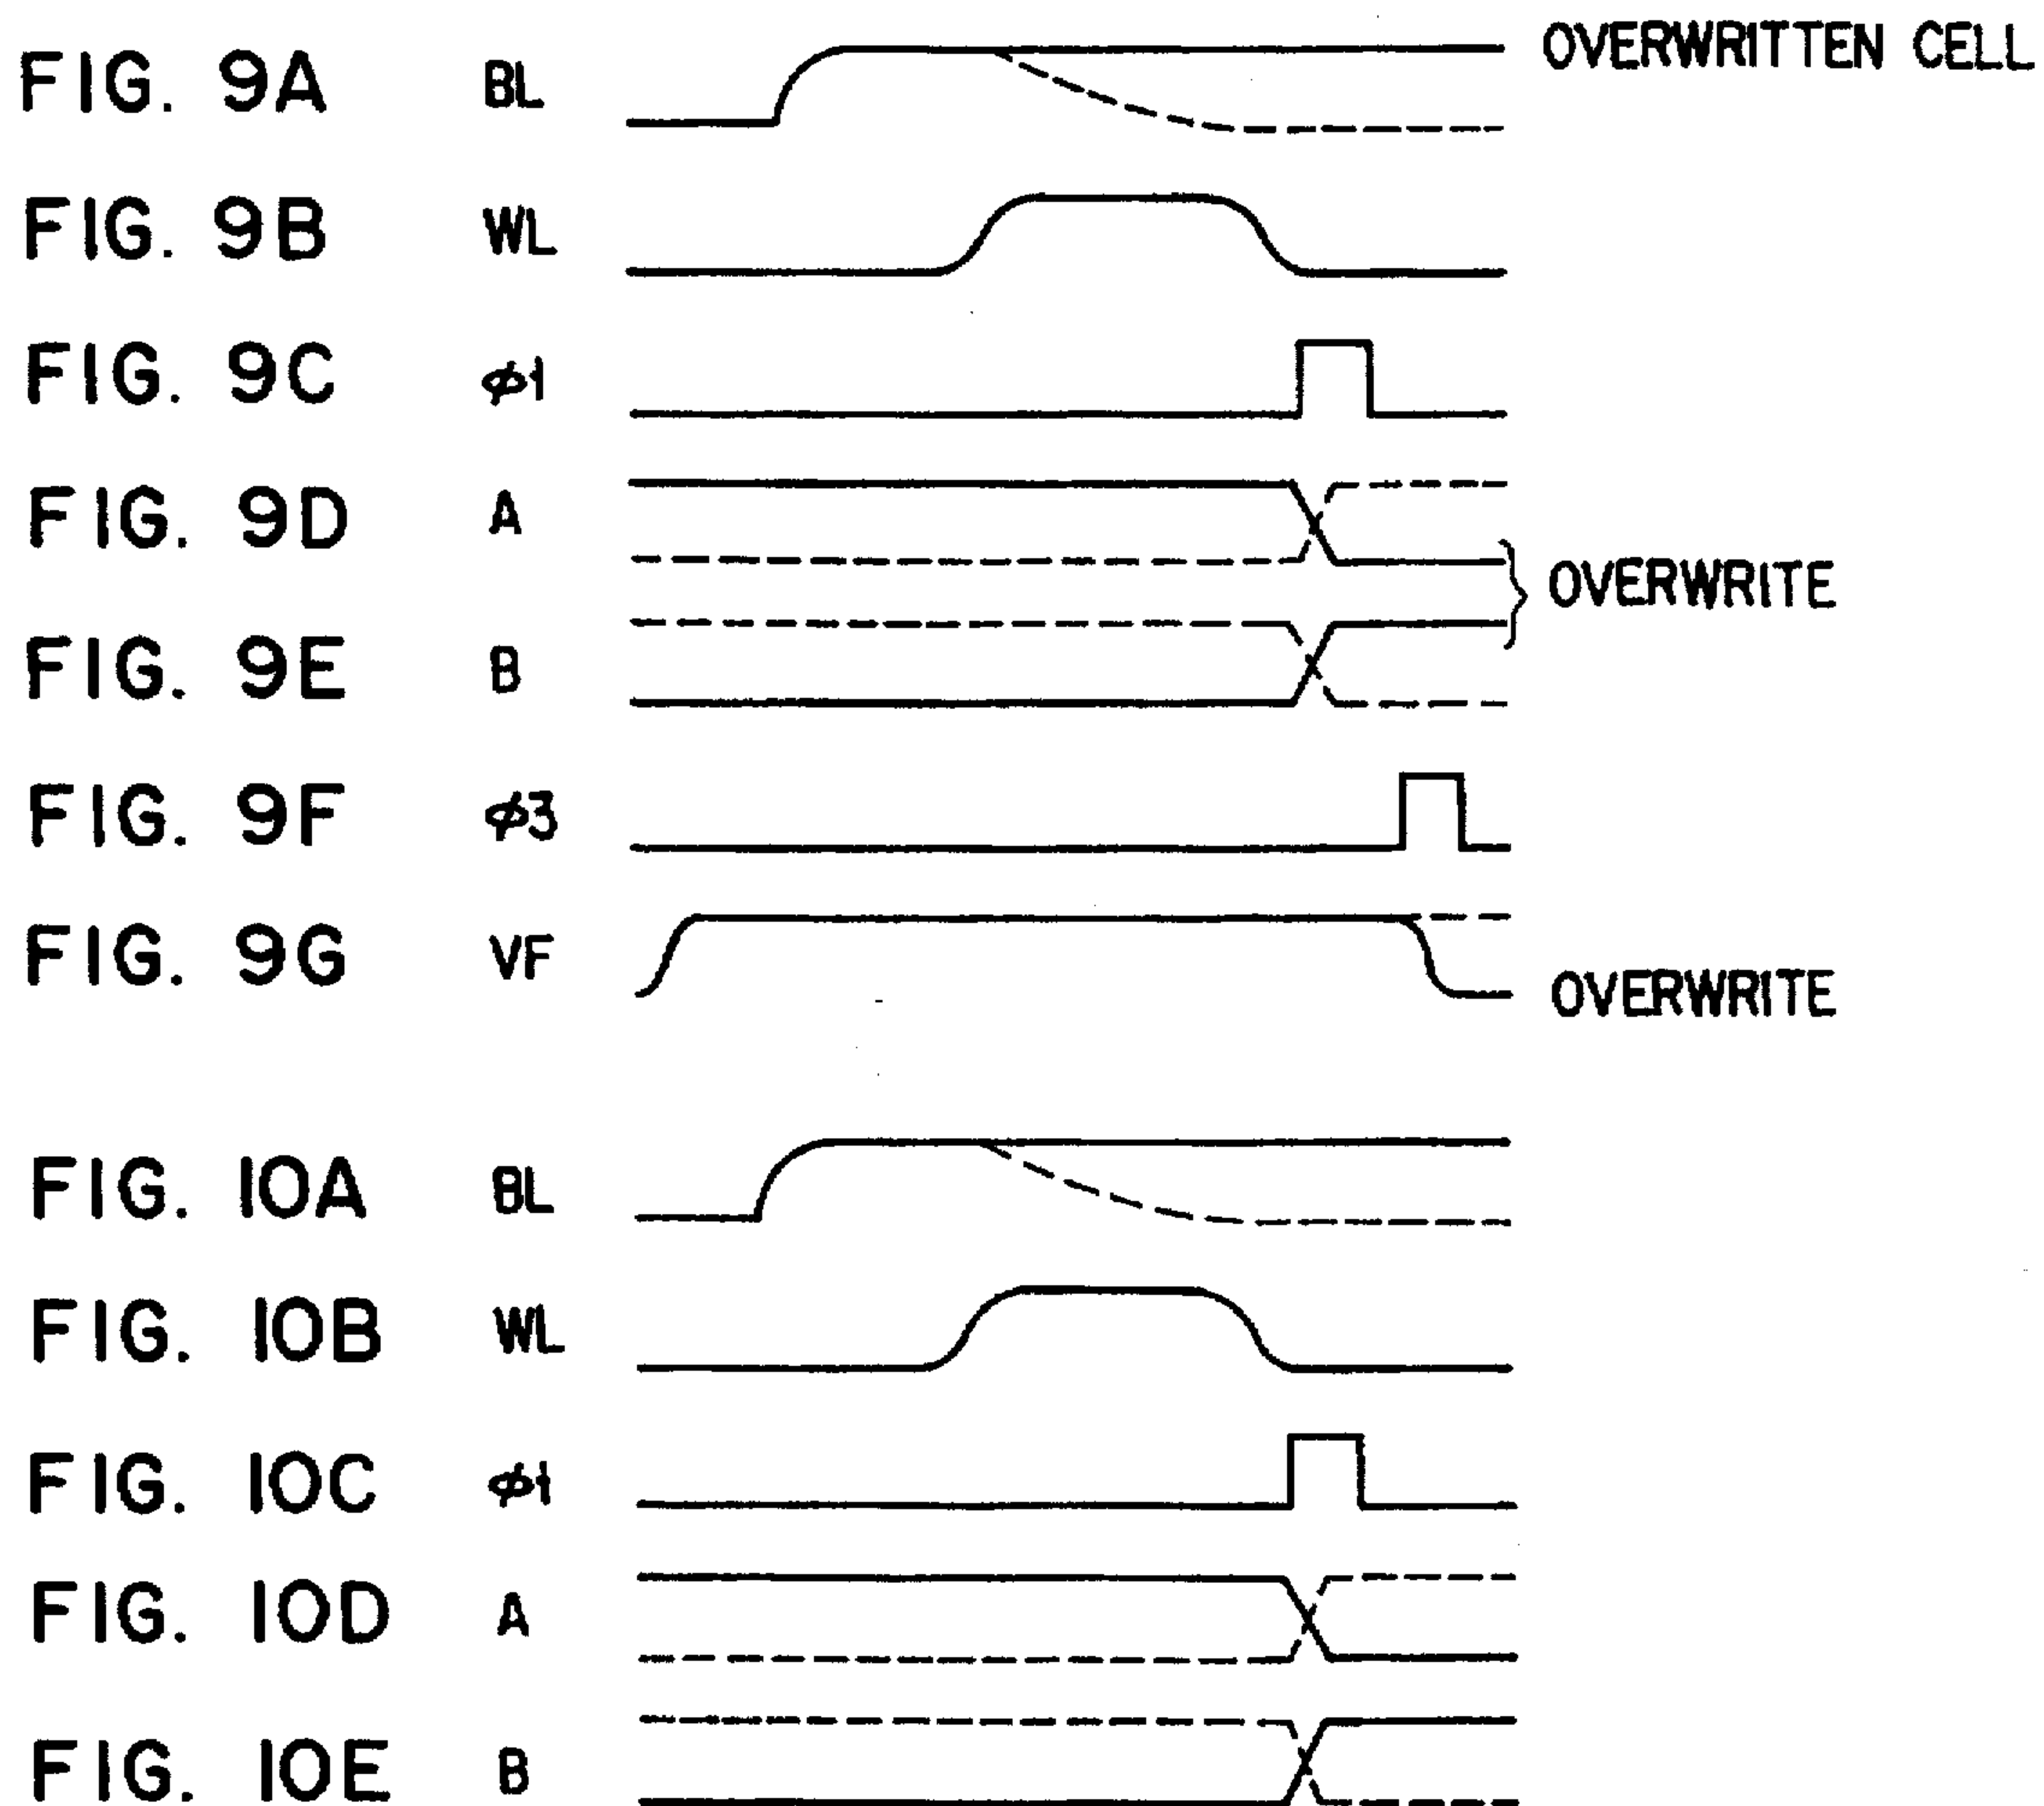 FIG. 9A BL OVERWRITTEN CELL
FIG. 9B WL
FIG. 9C ϕ1
FIG. 9D A
OVERWRITE
FIG. 9E B
FIG. 9F ϕ3
FIG. 9G VF
OVERWRITE
FIG. 10A BL
FIG. 10B WL
FIG. 10C ϕ1
FIG. 10D A
FIG. 10E B